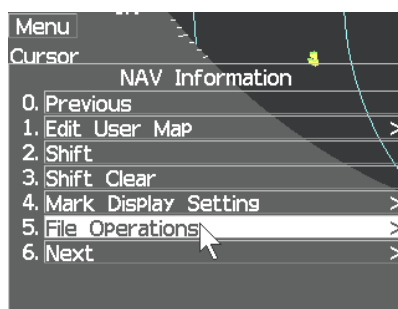 Menu
Cursor
NAV Information
0. Previous
1. Edit User Map >
2. Shift
3. Shift Clear
4. Mark Display Setting >
5. File Operations >
6. Next >